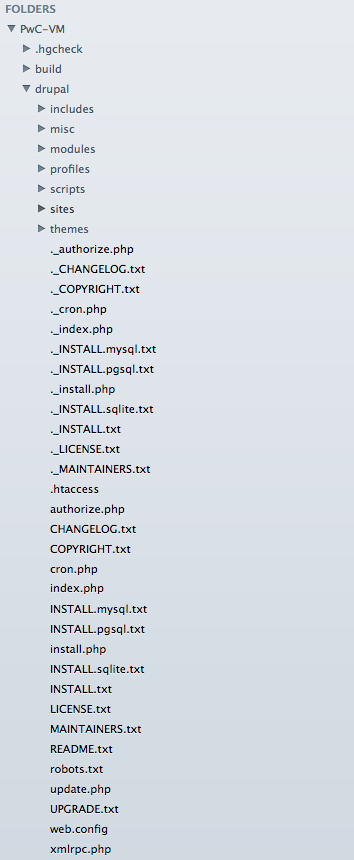 FOLDERS
PwC-VM
.hgcheck
build
drupal
includes
misc
modules
profiles
scripts
sites
themes
._authorize.php
._CHANGELOG.txt
._COPYRIGHT.txt
._cron.php
._index.php
._INSTALL.mysql.txt
._INSTALL.pgsql.txt
._install.php
._INSTALL.sqlite.txt
._INSTALL.txt
._LICENSE.txt
._MAINTAINERS.txt
.htaccess
authorize.php
CHANGELOG.txt
COPYRIGHT.txt
cron.php
index.php
INSTALL.mysql.txt
INSTALL.pgsql.txt
install.php
INSTALL.sqlite.txt
INSTALL.txt
LICENSE.txt
MAINTAINERS.txt
README.txt
robots.txt
update.php
UPGRADE.txt
web.config
xmlrpc.php